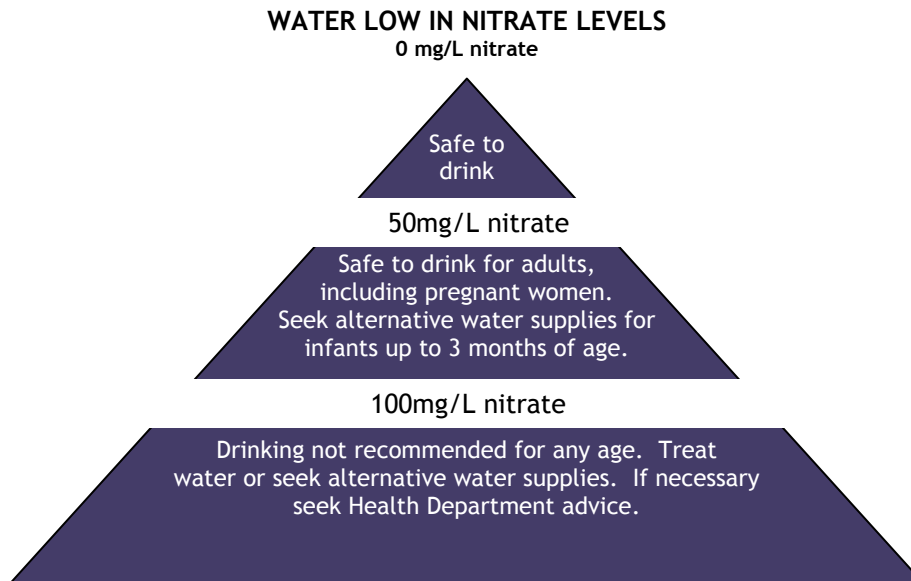 WATER LOW IN NITRATE LEVELS
0 mg/L nitrate
Safe to
drink
50mg/L nitrate
Safe to drink for adults,
including pregnant women.
Seek alternative water supplies for
infants up to 3 months of age.
100mg/L nitrate
Drinking not recommended for any age.  Treat
water or seek alternative water supplies.  If necessary
seek Health Department advice.